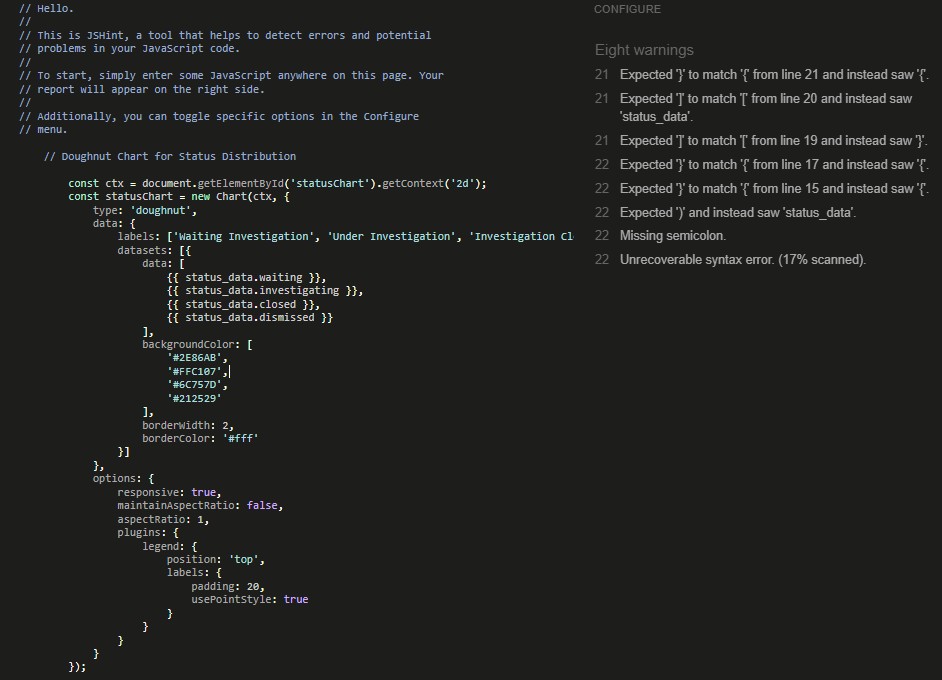 // Hello.
//
// This is JSHint, a tool that helps to detect errors and potential
// problems in your JavaScript code.
//
// To start, simply enter some JavaScript anywhere on this page. Your
// report will appear on the right side.
//
// Additionally, you can toggle specific options in the Configure
// menu.
// Doughnut Chart for Status Distribution
const ctx = document.getElementById('statusChart').getContext('2d');
const statusChart = new Chart(ctx, {
type: 'doughnut',
data: {
labels: ['Waiting Investigation', 'Under Investigation', 'Investigation Cl
datasets: [{
data: [
{{ status_data.waiting }},
{{ status_data.investigating }},
{{ status_data.closed }},
{{ status_data.dismissed }}
],
backgroundColor: [
'#2E86AB',
'#FFC107',
'#6C757D',
'#212529'
],
borderWidth: 2,
borderColor: '#fff'
}]
},
options: {
responsive: true,
maintainAspectRatio: false,
aspectRatio: 1,
plugins: {
legend: {
position: 'top',
labels: {
padding: 20,
usePointStyle: true
}
}
}
}
});
CONFIGURE
Eight warnings
21 Expected '}' to match '{' from line 21 and instead saw '{'.
21 Expected ']' to match '[' from line 20 and instead saw
'status_data'.
21 Expected ']' to match '[' from line 19 and instead saw '}'.
22 Expected '}' to match '{' from line 17 and instead saw '{'.
22 Expected '}' to match '{' from line 15 and instead saw '{'.
22 Expected ')' and instead saw 'status_data'.
22 Missing semicolon.
22 Unrecoverable syntax error. (17% scanned).